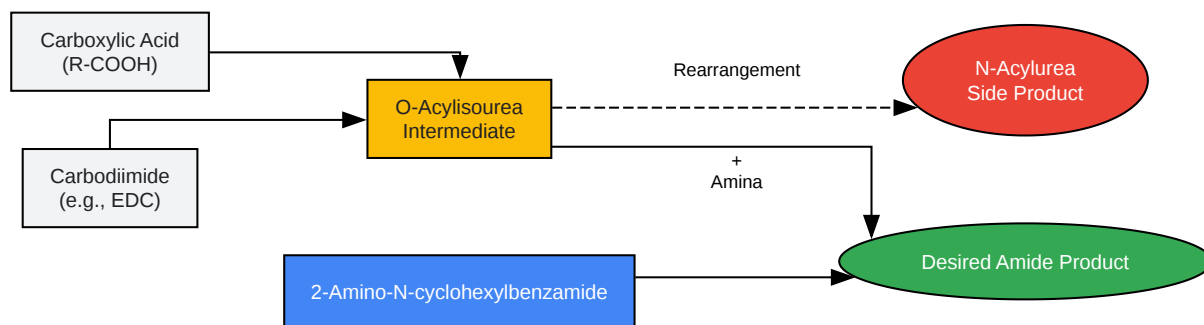 Carboxylic Acid
(R-COOH)
Rearrangement
N-Acylurea
Side Product
O-Acylisourea
Intermediate
Carbodiimide
(e.g., EDC)
+
Amina
Desired Amide Product
2-Amino-N-cyclohexylbenzamide